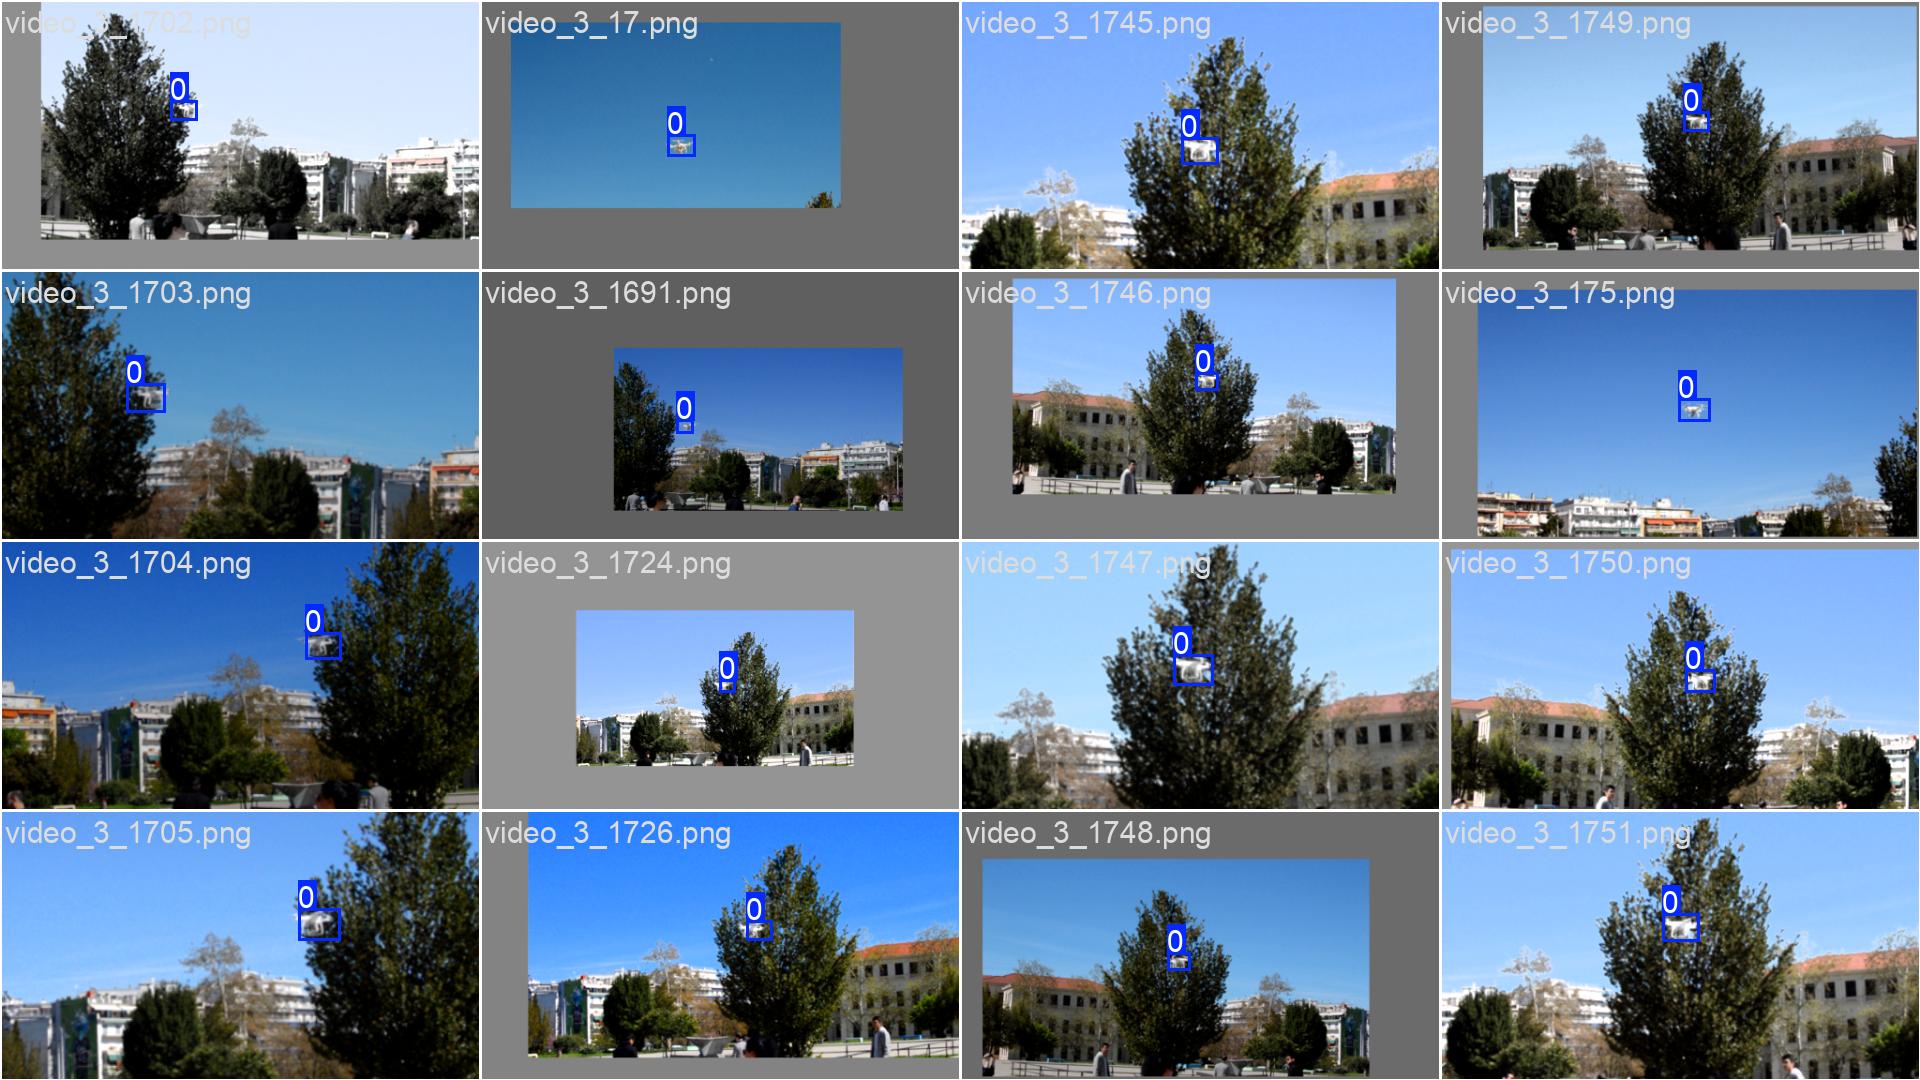 video_3_1702.png
0
video_3_17.png
0
video_3_1745.png
0
video_3_1749.png
0
video_3_1703.png
0
video_3_1691.png
0
video_3_1746.png
0
video_3_175.png
0
video_3_1704.png
0
video_3_1724.png
0
video_3_1747.png
0
video_3_1750.png
0
video_3_1705.png
0
video_3_1726.png
0
video_3_1748.png
0
video_3_1751.png
0